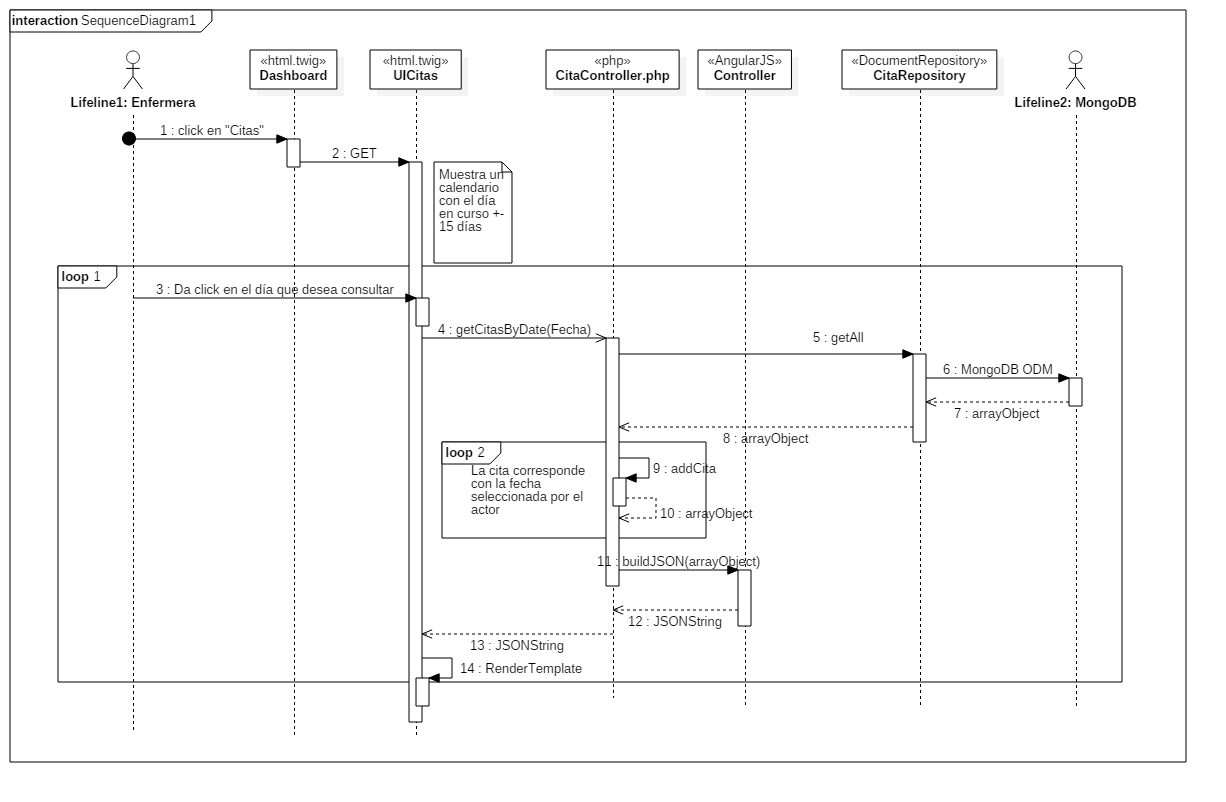 interaction SequenceDiagram1
«html.twig»
Dashboard
«html.twig»
UICitas
«php»
CitaController.php
«AngularJS»
Controller
«DocumentRepository»
CitaRepository
Lifeline1: Enfermera
Lifeline2: MongoDB
1 : click en "Citas"
2 : GET
Muestra un
calendario
con el día
en curso +-
15 días
loop 1
3 : Da click en el día que desea consultar
4 : getCitasByDate(Fecha)
5 : getAll
6 : MongoDB ODM
7 : arrayObject
8 : arrayObject
loop 2
La cita corresponde
con la fecha
seleccionada por el
actor
9 : addCita
10 : arrayObject
11 : buildJSON(arrayObject)
12 : JSONString
13 : JSONString
14 : RenderTemplate